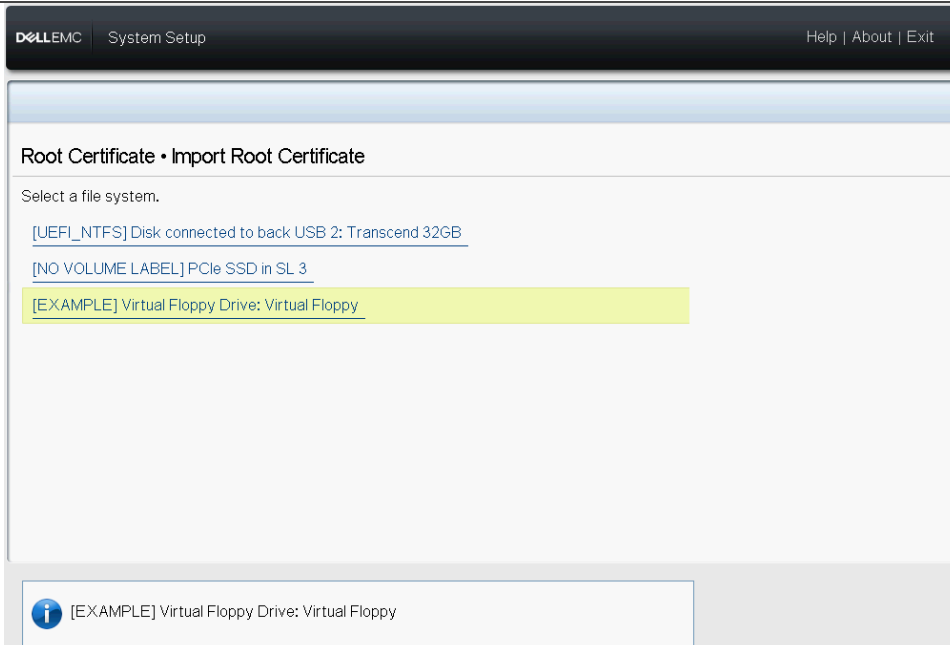 DELLEMC System Setup Help | About | Exit
Root Certificate • Import Root Certificate
Select a file system.
[UEFI_NTFS] Disk connected to back USB 2: Transcend 32GB
[NO VOLUME LABEL] PCIe SSD in SL 3
[EXAMPLE] Virtual Floppy Drive: Virtual Floppy
[EXAMPLE] Virtual Floppy Drive: Virtual Floppy